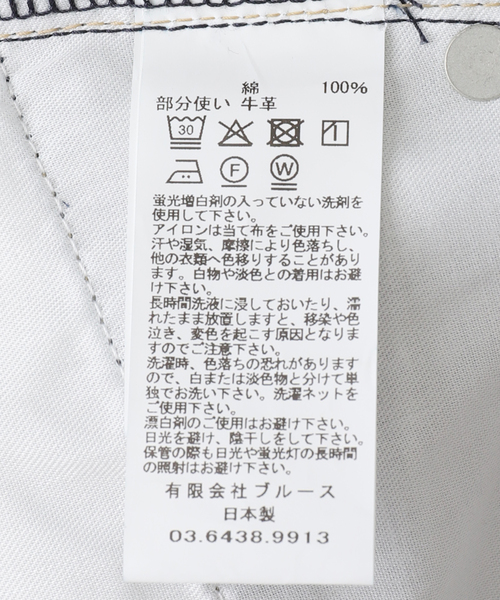 綿 100%
部分使い 牛革
30
F W
蛍光増白剤の入っていない洗剤を
使用して下さい。
アイロンは当て布をご使用下さい。
汗や湿気、摩擦により色落ちし、
他の衣類へ色移りすることがあり
ます。白物や淡色との着用はお避
け下さい。
長時間洗液に浸しておいたり、濡
れたまま放置しますと、移染や色
泣き、変色を起こす原因となりま
すのでご注意下さい。
洗濯時、色落ちの恐れがあります
ので、白または淡色物と分けて単
独でお洗い下さい。洗濯ネットを
ご使用下さい。
漂白剤のご使用はお避け下さい。
日光を避け、陰干しをして下さい。
保管の際も日光や蛍光灯の長時間
の照射はお避け下さい。
有限会社ブルース
日本製
03.6438.9913